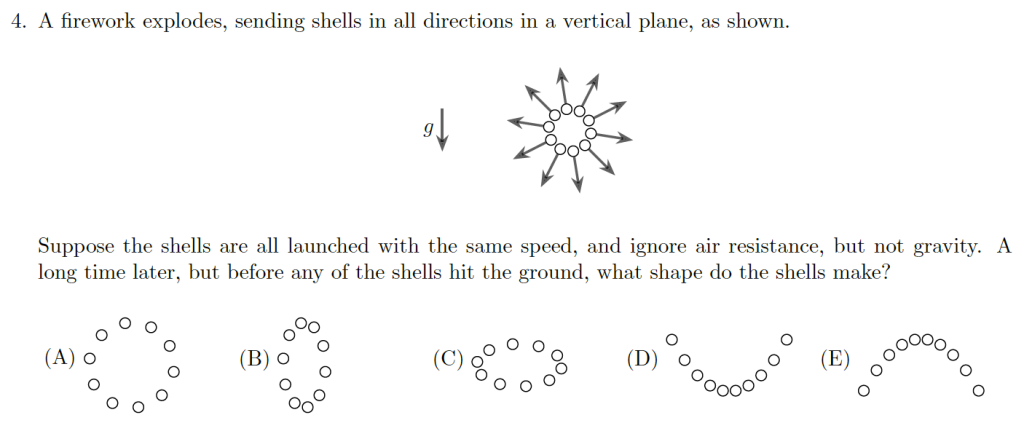 4. A firework explodes, sending shells in all directions in a vertical plane, as shown.
g
Suppose the shells are all launched with the same speed, and ignore air resistance, but not gravity. A
long time later, but before any of the shells hit the ground, what shape do the shells make?
(A) (B) (C) (D) (E)